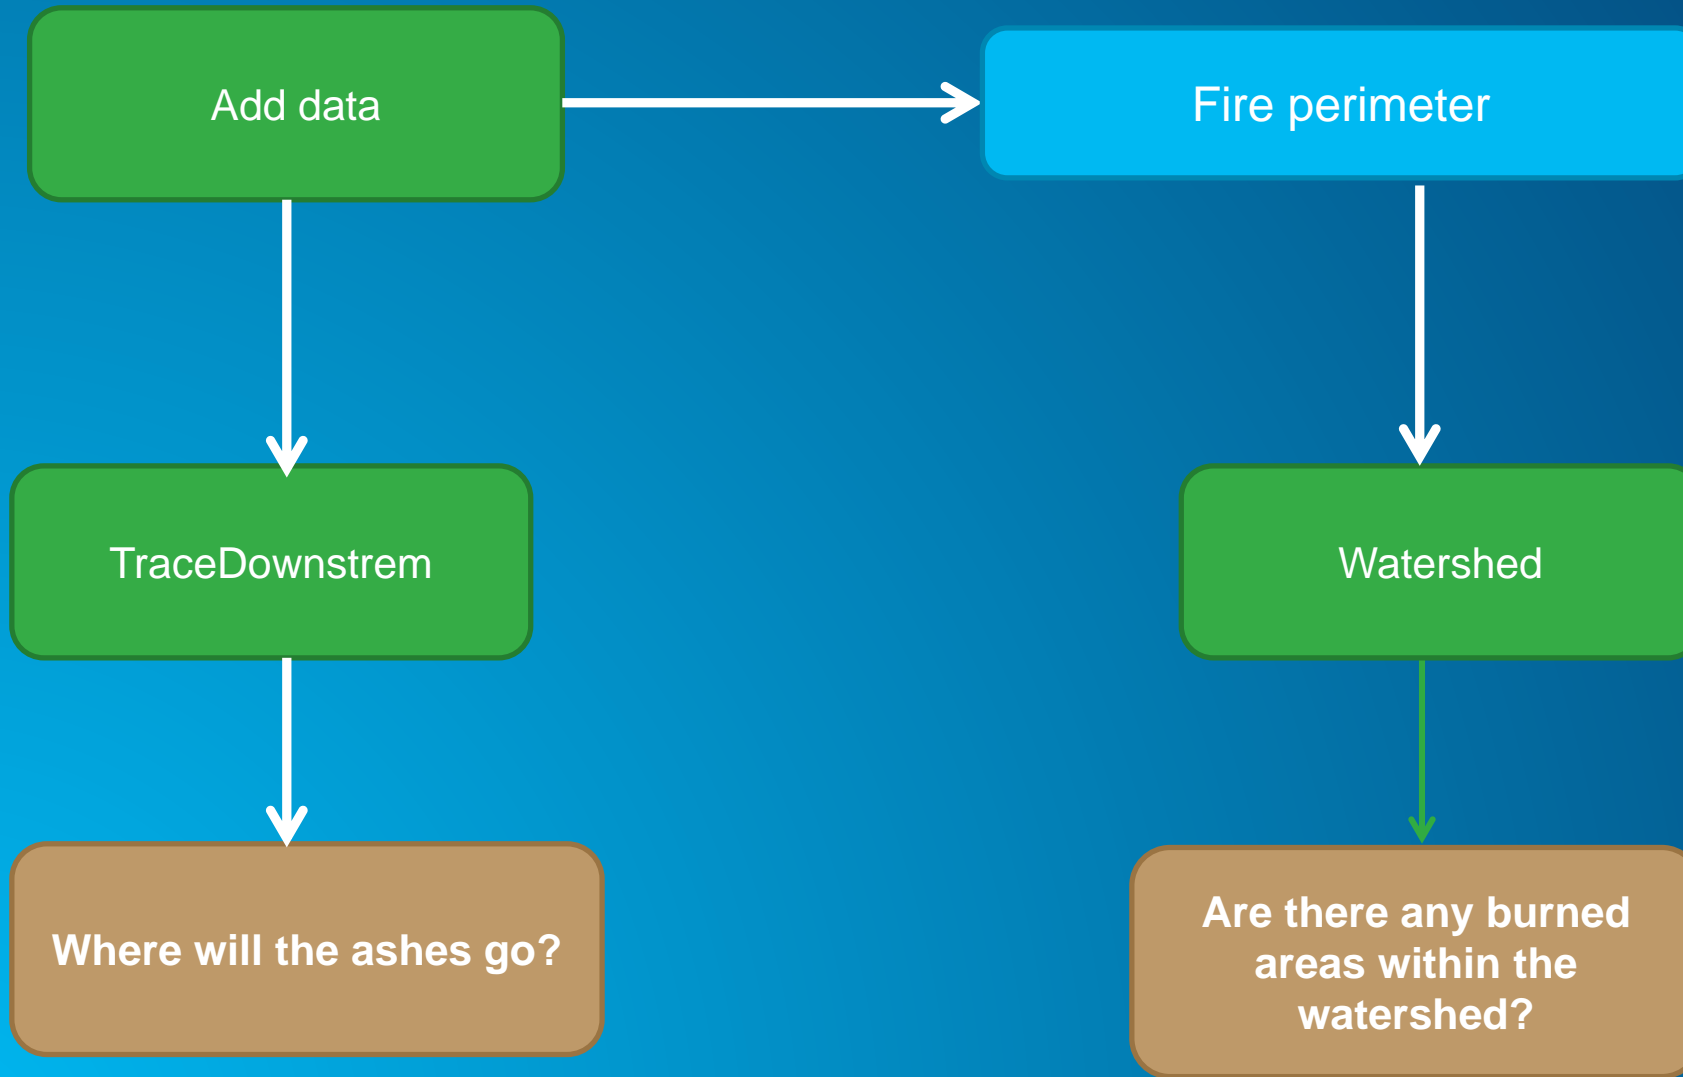 Add data
Fire perimeter
TraceDownstrem
Watershed
Where will the ashes go?
Are there any burned
areas within the
watershed?